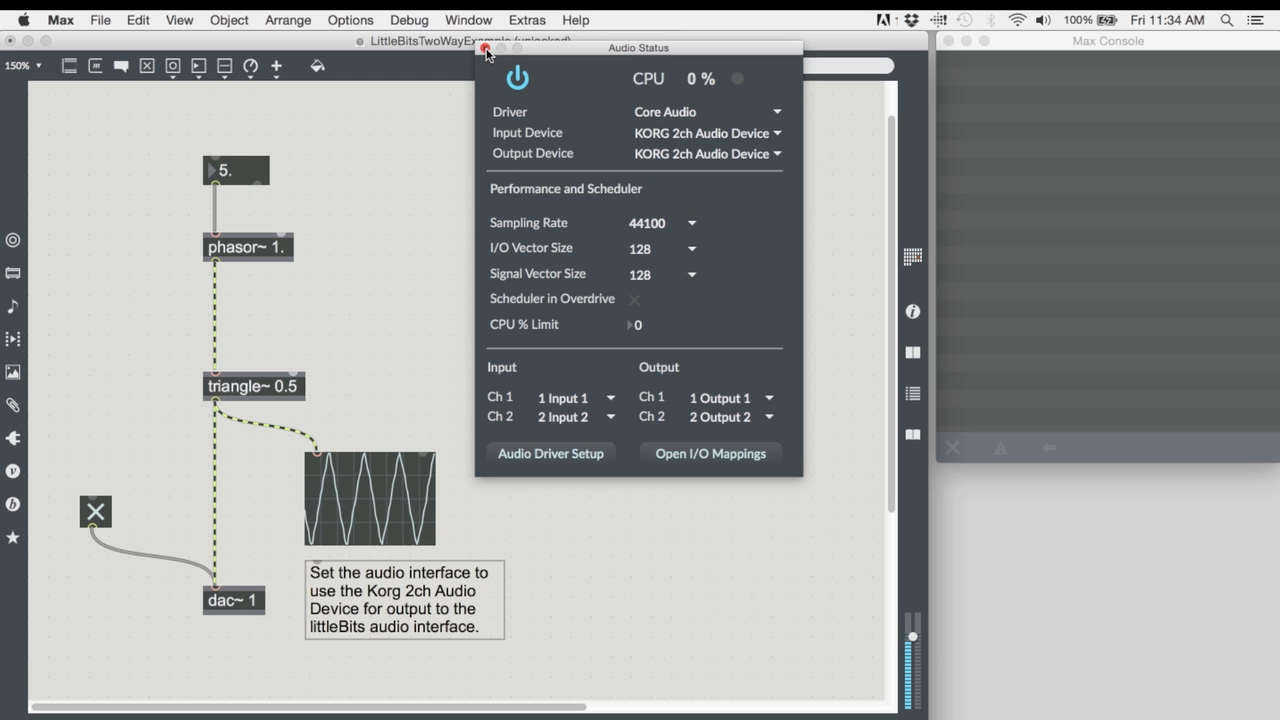 Max File Edit View Object Arrange Options Debug Window Extras Help 100% Fri 11:34 AM
LittleBitsTwoWayExample (unlocked)
Audio Status
Max Console
150%
CPU 0 %
Driver Core Audio
Input Device KORG 2ch Audio Device
Output Device KORG 2ch Audio Device
Performance and Scheduler
Sampling Rate 44100
I/O Vector Size 128
Signal Vector Size 128
Scheduler in Overdrive
CPU % Limit 0
Input Output
Ch 1 1 Input 1 Ch 1 1 Output 1
Ch 2 2 Input 2 Ch 2 2 Output 2
Audio Driver Setup Open I/O Mappings
5.
phasor~ 1.
triangle~ 0.5
dac~ 1
Set the audio interface to
use the Korg 2ch Audio
Device for output to the
littleBits audio interface.